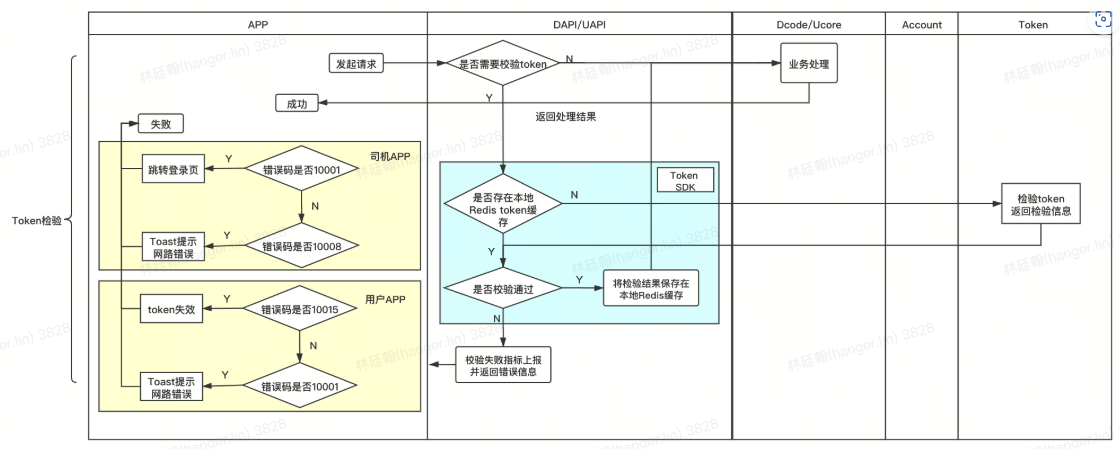 APP
DAPI/UAPI
Dcode/Ucore
Account
Token
发起请求
是否需要校验token
N
业务处理
成功
Y
返回处理结果
失败
司机APP
跳转登录页
Y
错误码是否10001
N
Toast提示
网路错误
Y
错误码是否10008
Token
SDK
是否存在本地
Redis token缓
存
N
检验token
返回检验信息
Y
是否校验通过
Y
将检验结果保存在
本地Redis缓存
N
Token检验
用户APP
token失效
Y
错误码是否10015
N
Toast提示
网路错误
Y
错误码是否10001
校验失败指标上报
并返回错误信息
林廷翰(hanger.lin) 3828